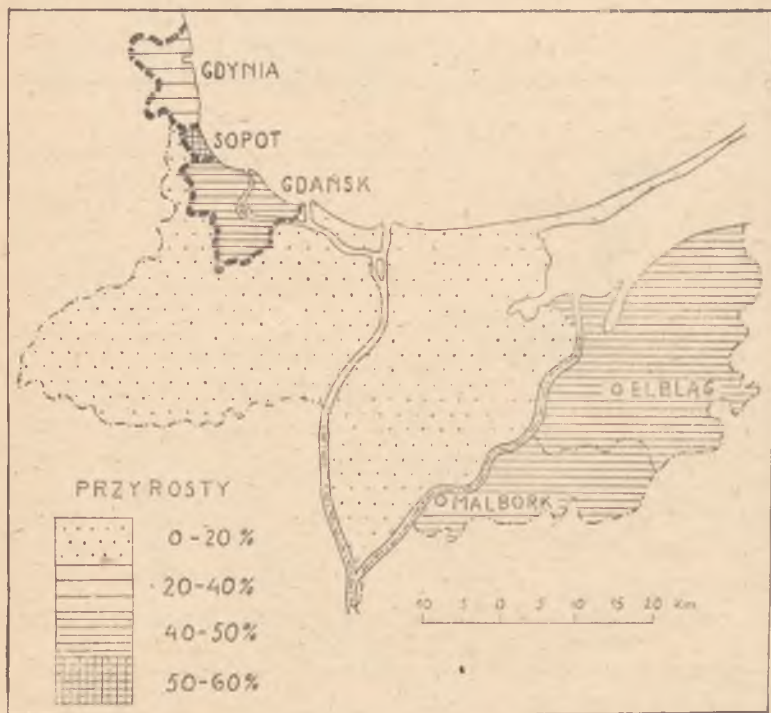 GDYNIA
SOPOT
GDAŃSK
ELBLĄG
MALBORK
PRZYROSTY
0-20%
20-40%
40-50%
50-60%
10 5 0 5 10 15 20 Km.